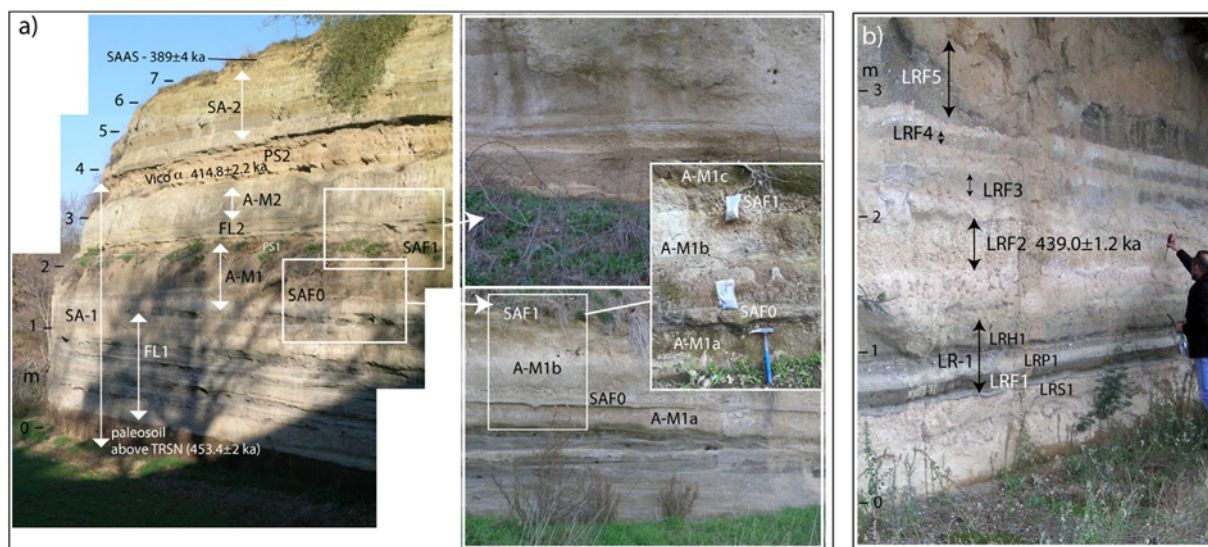 a)
SAAS - 389±4 ka
7
6
SA-2
5
PS2
4
Vico α 414.8±2.2 ka
A-M2
3
FL2
PS1
SAF1
2
A-M1
SAF0
SA-1
1
FL1
m
0
paleosoil
above TRSN (453.4±2 ka)
A-M1c
SAF1
A-M1b
SAF0
A-M1a
SAF1
A-M1b
SAF0
A-M1a
b)
m
LRF5
3
LRF4
LRF3
2
LRF2 439.0±1.2 ka
LRH1
1
LR-1
LRP1
LRF1
LRS1
0